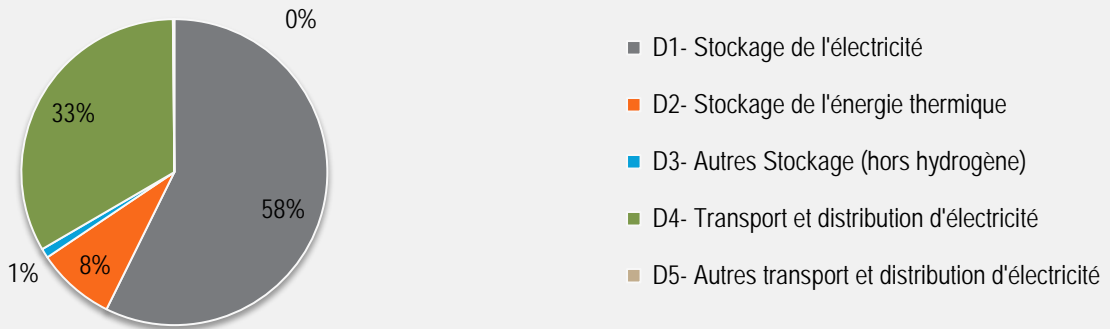 0%
33%
58%
8%
1%
D1- Stockage de l'électricité
D2- Stockage de l'énergie thermique
D3- Autres Stockage (hors hydrogène)
D4- Transport et distribution d'électricité
D5- Autres transport et distribution d'électricité